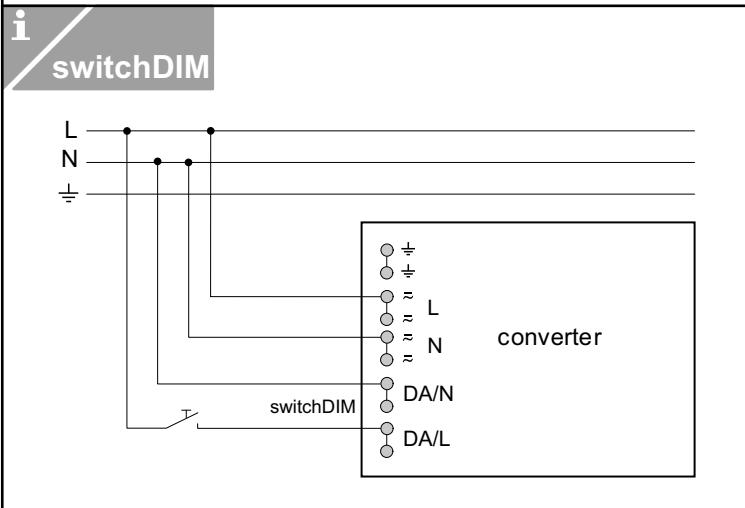 i
switchDIM
L
N
⏚
⏚
⏚
≂
L
≂
≂
N
≂
converter
switchDIM
DA/N
DA/L